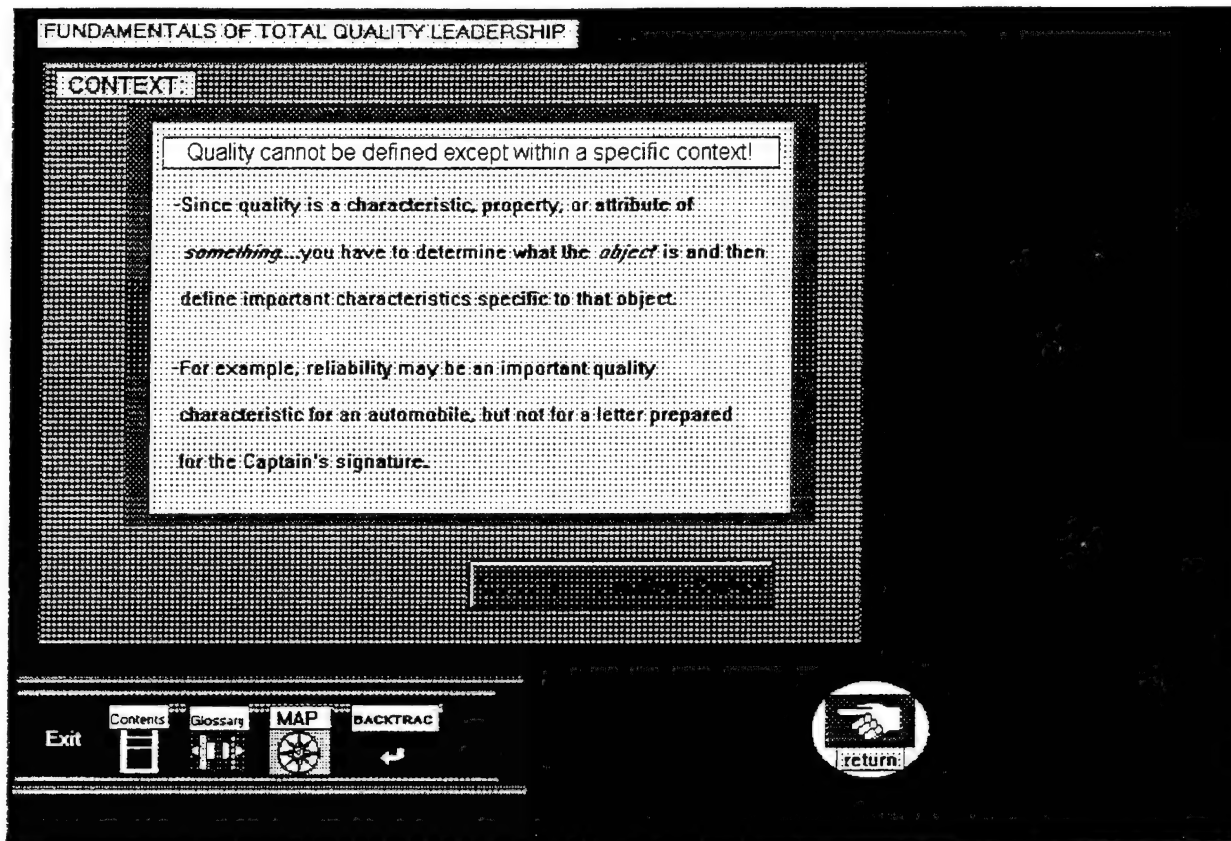 FUNDAMENTALS OF TOTAL QUALITY LEADERSHIP
CONTEXT:
Quality cannot be defined except within a specific context!
-Since quality is a characteristic, property, or attribute of
something....you have to determine what the object is and then
define important characteristics specific to that object.
-For example, reliability may be an important quality
characteristic for an automobile, but not for a letter prepared
for the Captain's signature.
Exit
Contents
Glossary
MAP
BACKTRAC
return